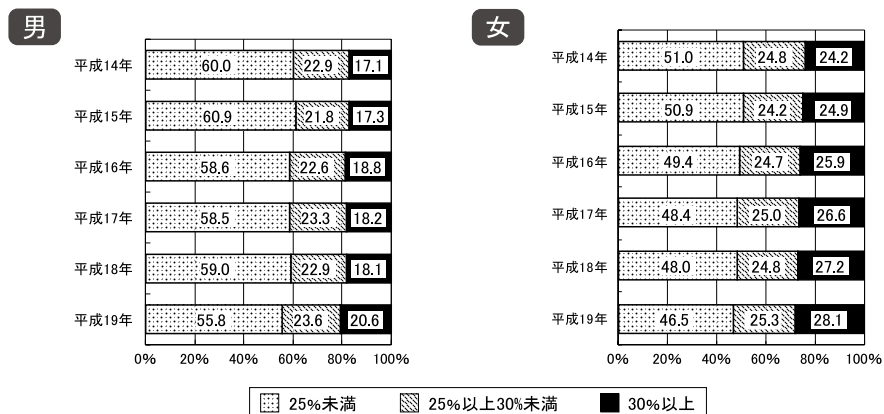 男
平成14年 60.0 22.9 17.1
平成15年 60.9 21.8 17.3
平成16年 58.6 22.6 18.8
平成17年 58.5 23.3 18.2
平成18年 59.0 22.9 18.1
平成19年 55.8 23.6 20.6
0% 20% 40% 60% 80% 100%
女
平成14年 51.0 24.8 24.2
平成15年 50.9 24.2 24.9
平成16年 49.4 24.7 25.9
平成17年 48.4 25.0 26.6
平成18年 48.0 24.8 27.2
平成19年 46.5 25.3 28.1
0% 20% 40% 60% 80% 100%
25%未満 25%以上30%未満 30%以上